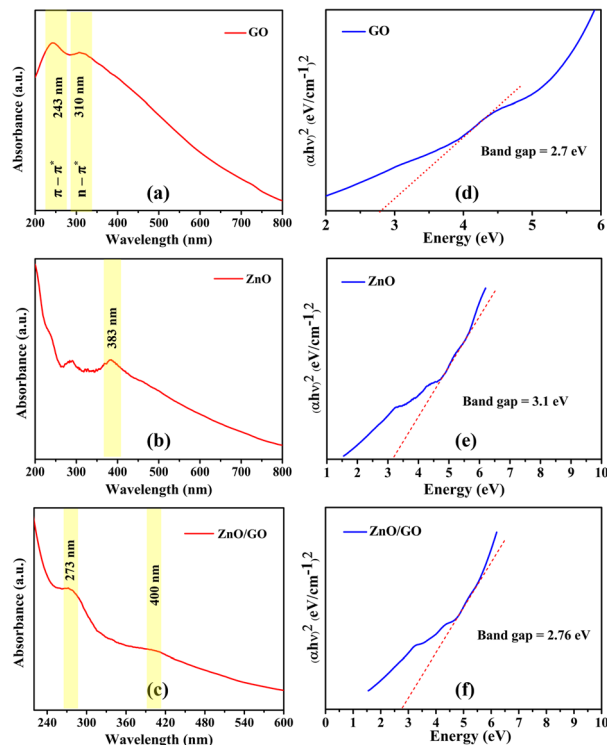 GO
Absorbance (a.u.)
243 nm
310 nm
π – π*
n – π*
(a)
200 300 400 500 600 700 800
Wavelength (nm)
GO
(αhν)² (eV/cm⁻¹)2
Band gap = 2.7 eV
(d)
2 3 4 5 6
Energy (eV)
ZnO
Absorbance (a.u.)
383 nm
(b)
200 300 400 500 600 700 800
Wavelength (nm)
ZnO
(αhν)² (eV/cm⁻¹)2
Band gap = 3.1 eV
(e)
1 2 3 4 5 6 7 8 9 10
Energy (eV)
ZnO/GO
Absorbance (a.u.)
273 nm
400 nm
(c)
240 300 360 420 480 540 600
Wavelength (nm)
ZnO/GO
(αhν)² (eV/cm⁻¹)2
Band gap = 2.76 eV
(f)
0 1 2 3 4 5 6 7 8 9 10
Energy (eV)